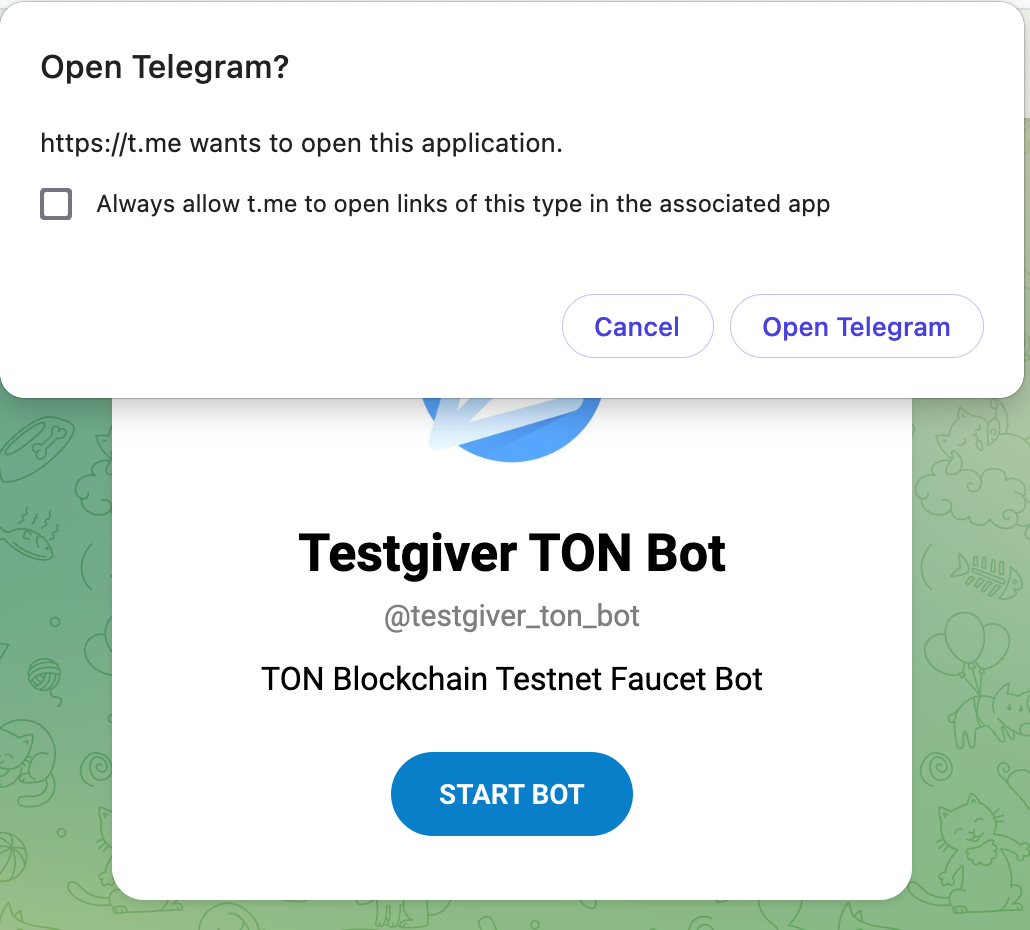 Open Telegram?
https://t.me wants to open this application.
Always allow t.me to open links of this type in the associated app
Cancel
Open Telegram
Testgiver TON Bot
@testgiver_ton_bot
TON Blockchain Testnet Faucet Bot
START BOT